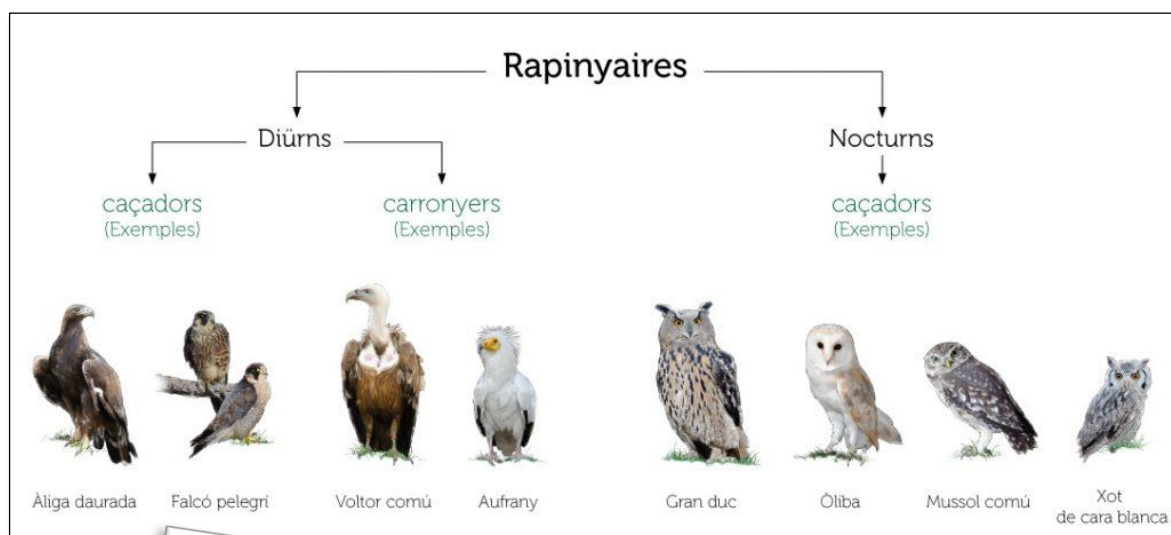 Rapinyaires
Diürns
Nocturns
caçadors
(Exemples)
carronyers
(Exemples)
caçadors
(Exemples)
Àliga daurada
Falcó pelegrí
Voltor comú
Aufrany
Gran duc
Òliba
Mussol comú
Xot
de cara blanca